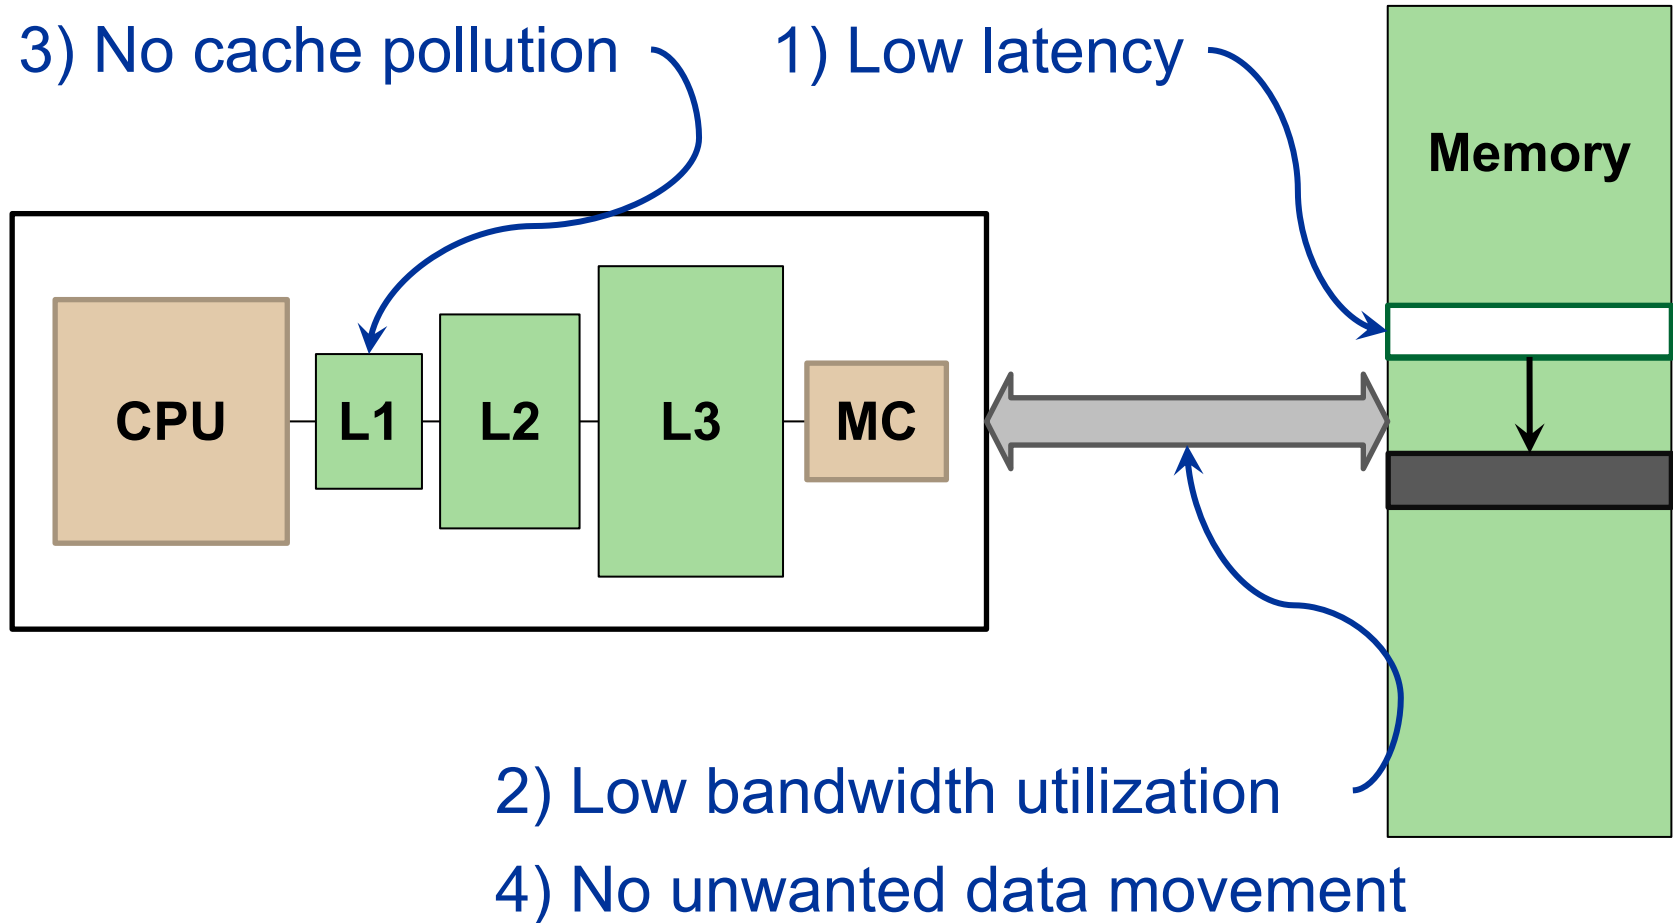 3) No cache pollution
1) Low latency
Memory
CPU
L1
L2
L3
MC
2) Low bandwidth utilization
4) No unwanted data movement